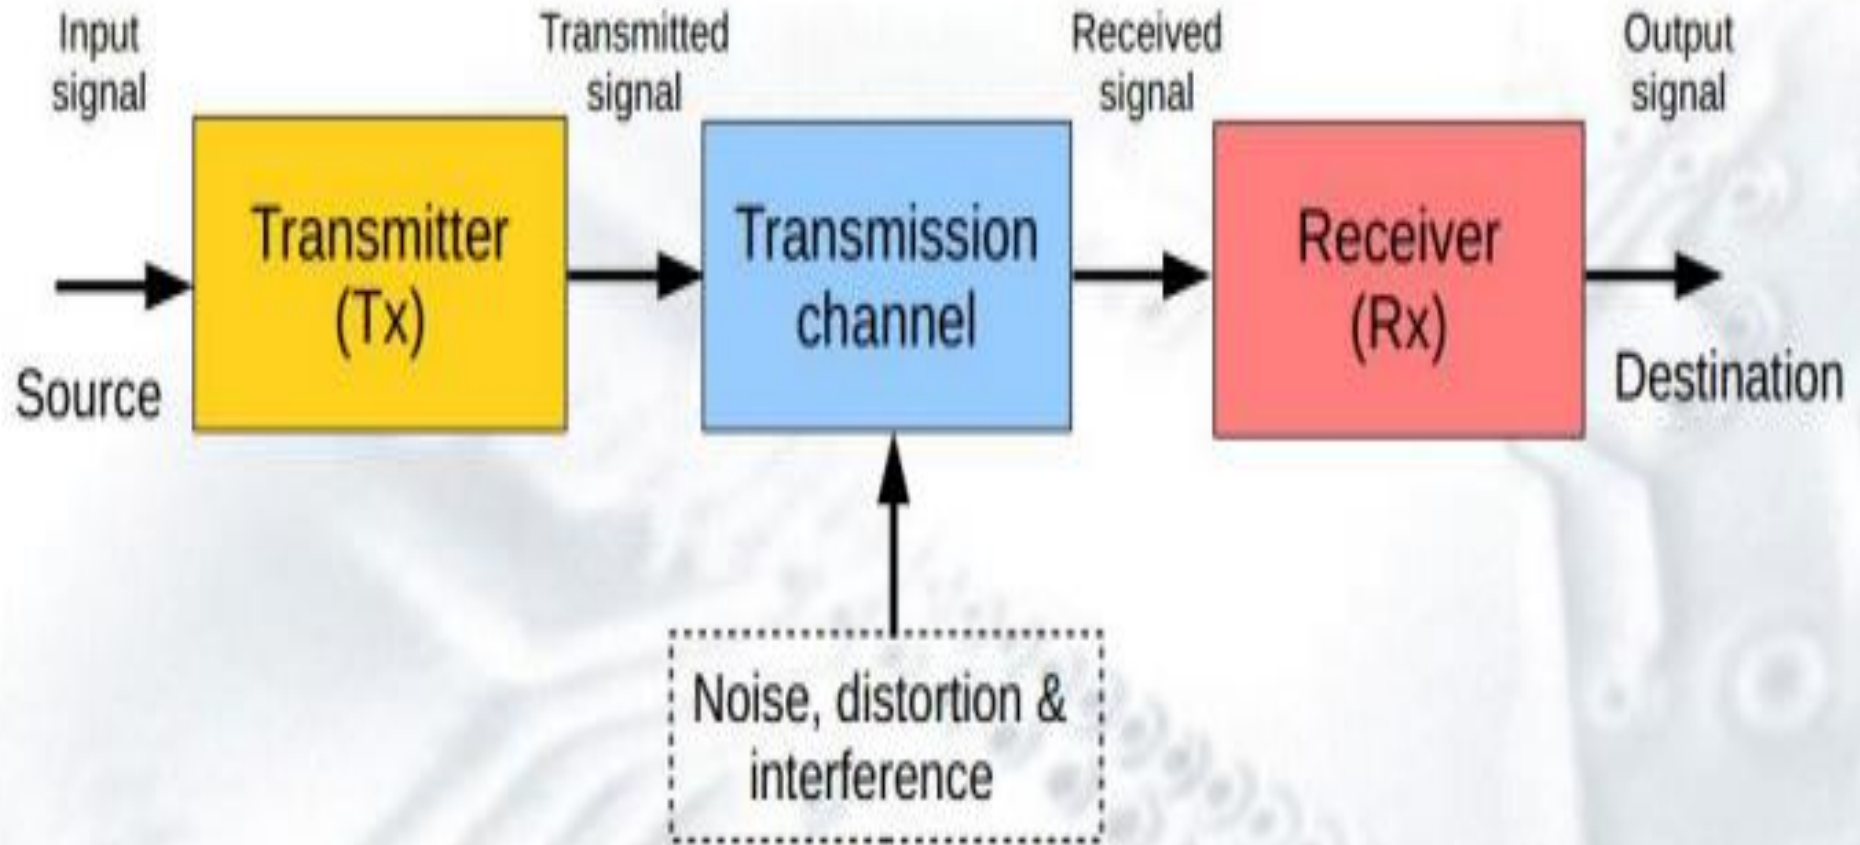 Input
signal
Transmitted
signal
Received
signal
Output
signal
Transmitter
(Tx)
Transmission
channel
Receiver
(Rx)
Source
Destination
Noise, distortion &
interference